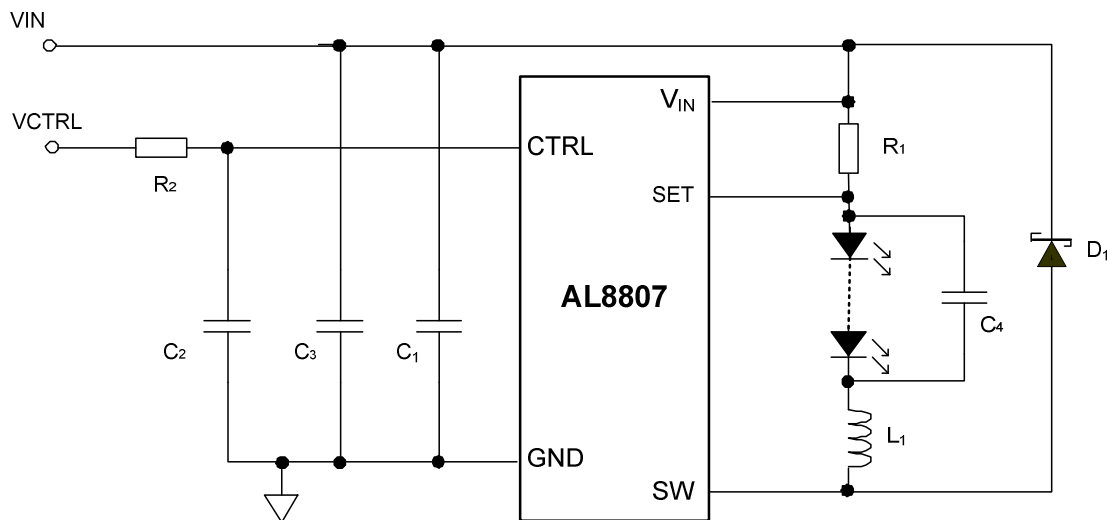 VIN
VCTRL
R2
C2
C3
C1
CTRL
GND
AL8807
VIN
SET
SW
R1
C4
L1
D1